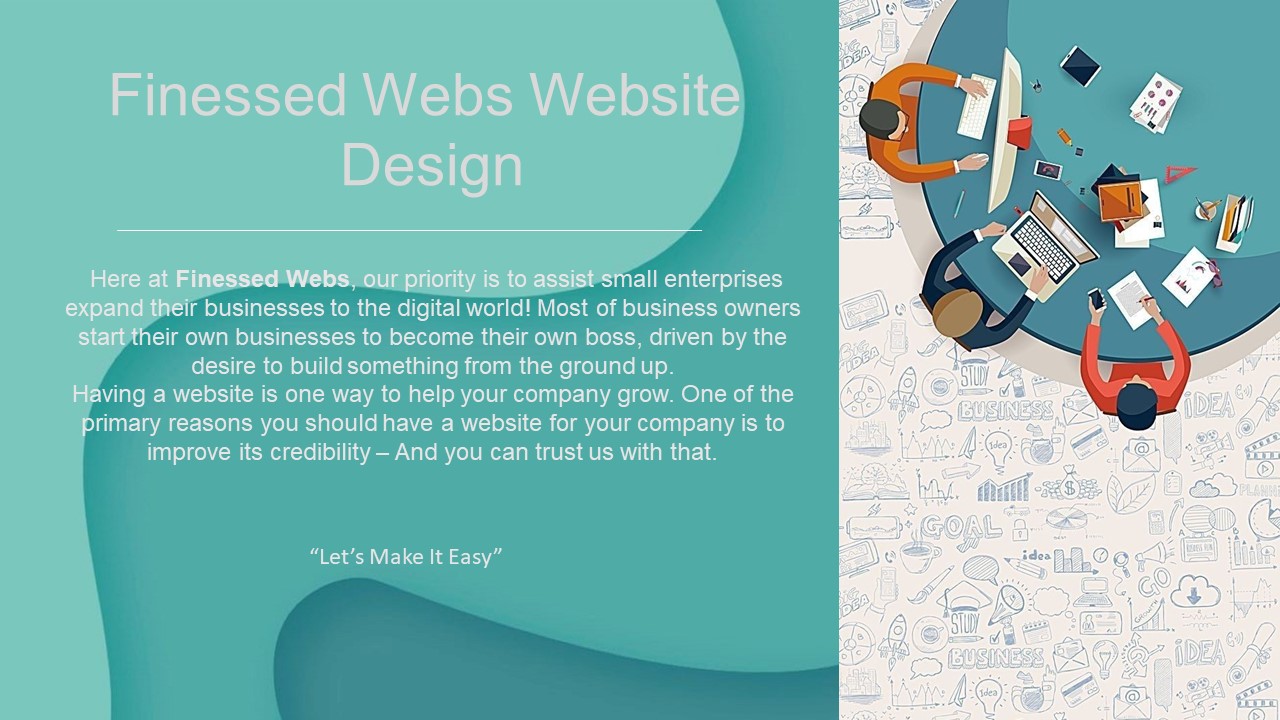 Finessed Webs Website
Design
Here at Finessed Webs, our priority is to assist small enterprises
expand their businesses to the digital world! Most of business owners
start their own businesses to become their own boss, driven by the
desire to build something from the ground up.
Having a website is one way to help your company grow. One of the
primary reasons you should have a website for your company is to
improve its credibility – And you can trust us with that.
“Let’s Make It Easy”
BIG
IDEA
BIG
IDEA
STUDY
BUSINESS
idea
IDEA
GOAL
idea
GO
STUDY
BUSINESS
idea
IDEA